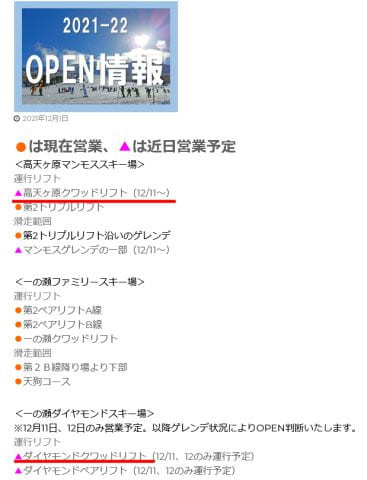 2021-22
OPEN情報
2021年12月1日
●は現在営業、▲は近日営業予定
<高天ヶ原マンモススキー場>
運行リフト
▲高天ヶ原クワッドリフト（12/11〜）
●第2トリプルリフト
滑走範囲
●第2トリプルリフト沿いのゲレンデ
▲マンモスゲレンデの一部（12/11〜）
<一の瀬ファミリースキー場>
運行リフト
●第2ペアリフトA線
●第2ペアリフトB線
●一の瀬クワッドリフト
滑走範囲
●第２B線降り場より下部
●天狗コース
<一の瀬ダイヤモンドスキー場>
※12月11日、12日のみ営業予定。以降ゲレンデ状況によりOPEN判断いたします。
運行リフト
▲ダイヤモンドクワッドリフト（12/11、12のみ運行予定）
▲ダイヤモンドペアリフト（12/11、12のみ運行予定）